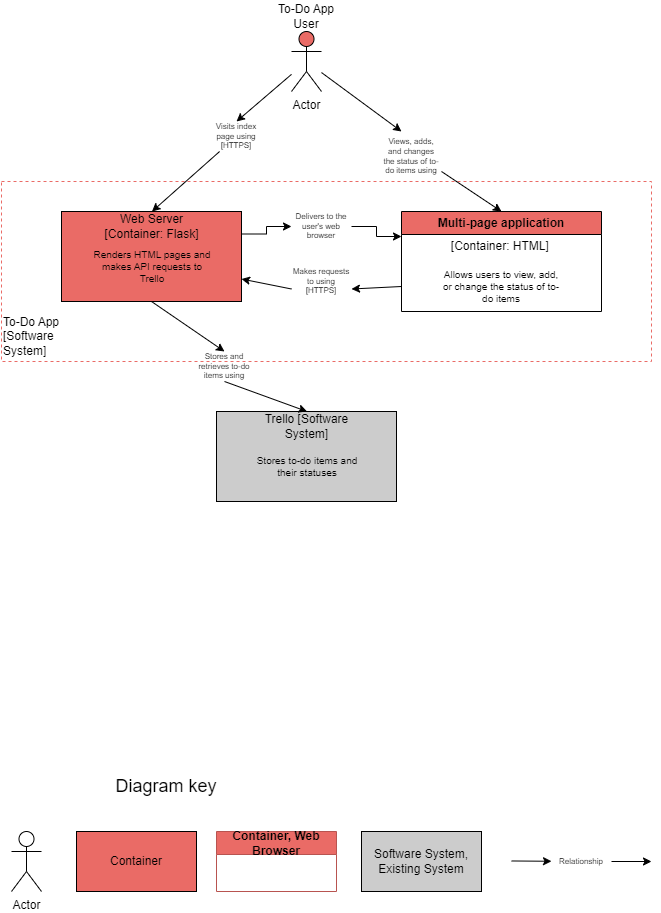 To-Do App
User
Actor
Visits index
page using
[HTTPS]
Views, adds,
and changes
the status of to-
do items using
Web Server
[Container: Flask]
Renders HTML pages and
makes API requests to
Trello
Delivers to the
user's web
browser
Makes requests
to using
[HTTPS]
Multi-page application
[Container: HTML]
Allows users to view, add,
or change the status of to-
do items
To-Do App
[Software
System]
Stores and
retrieves to-do
items using
Trello [Software
System]
Stores to-do items and
their statuses
Diagram key
Actor
Container
Container, Web
Browser
Software System,
Existing System
Relationship